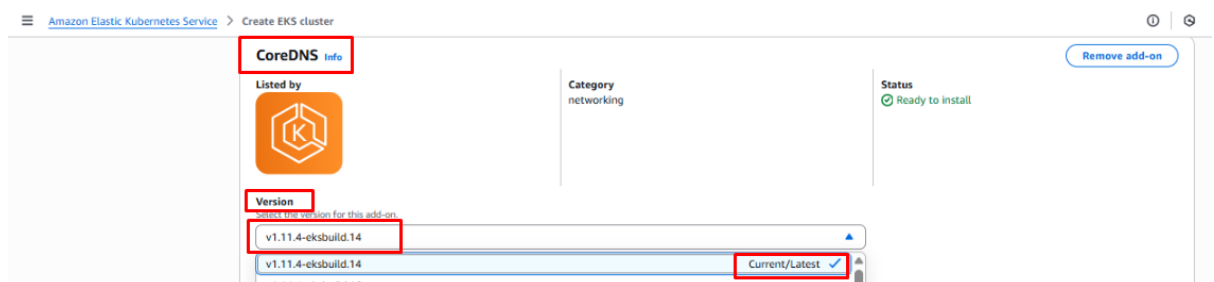 Amazon Elastic Kubernetes Service > Create EKS cluster
CoreDNS Info
Remove add-on
Listed by
Category
networking
Status
Ready to install
Version
Select the version for this add-on.
v1.11.4-eksbuild.14
v1.11.4-eksbuild.14 Current/Latest